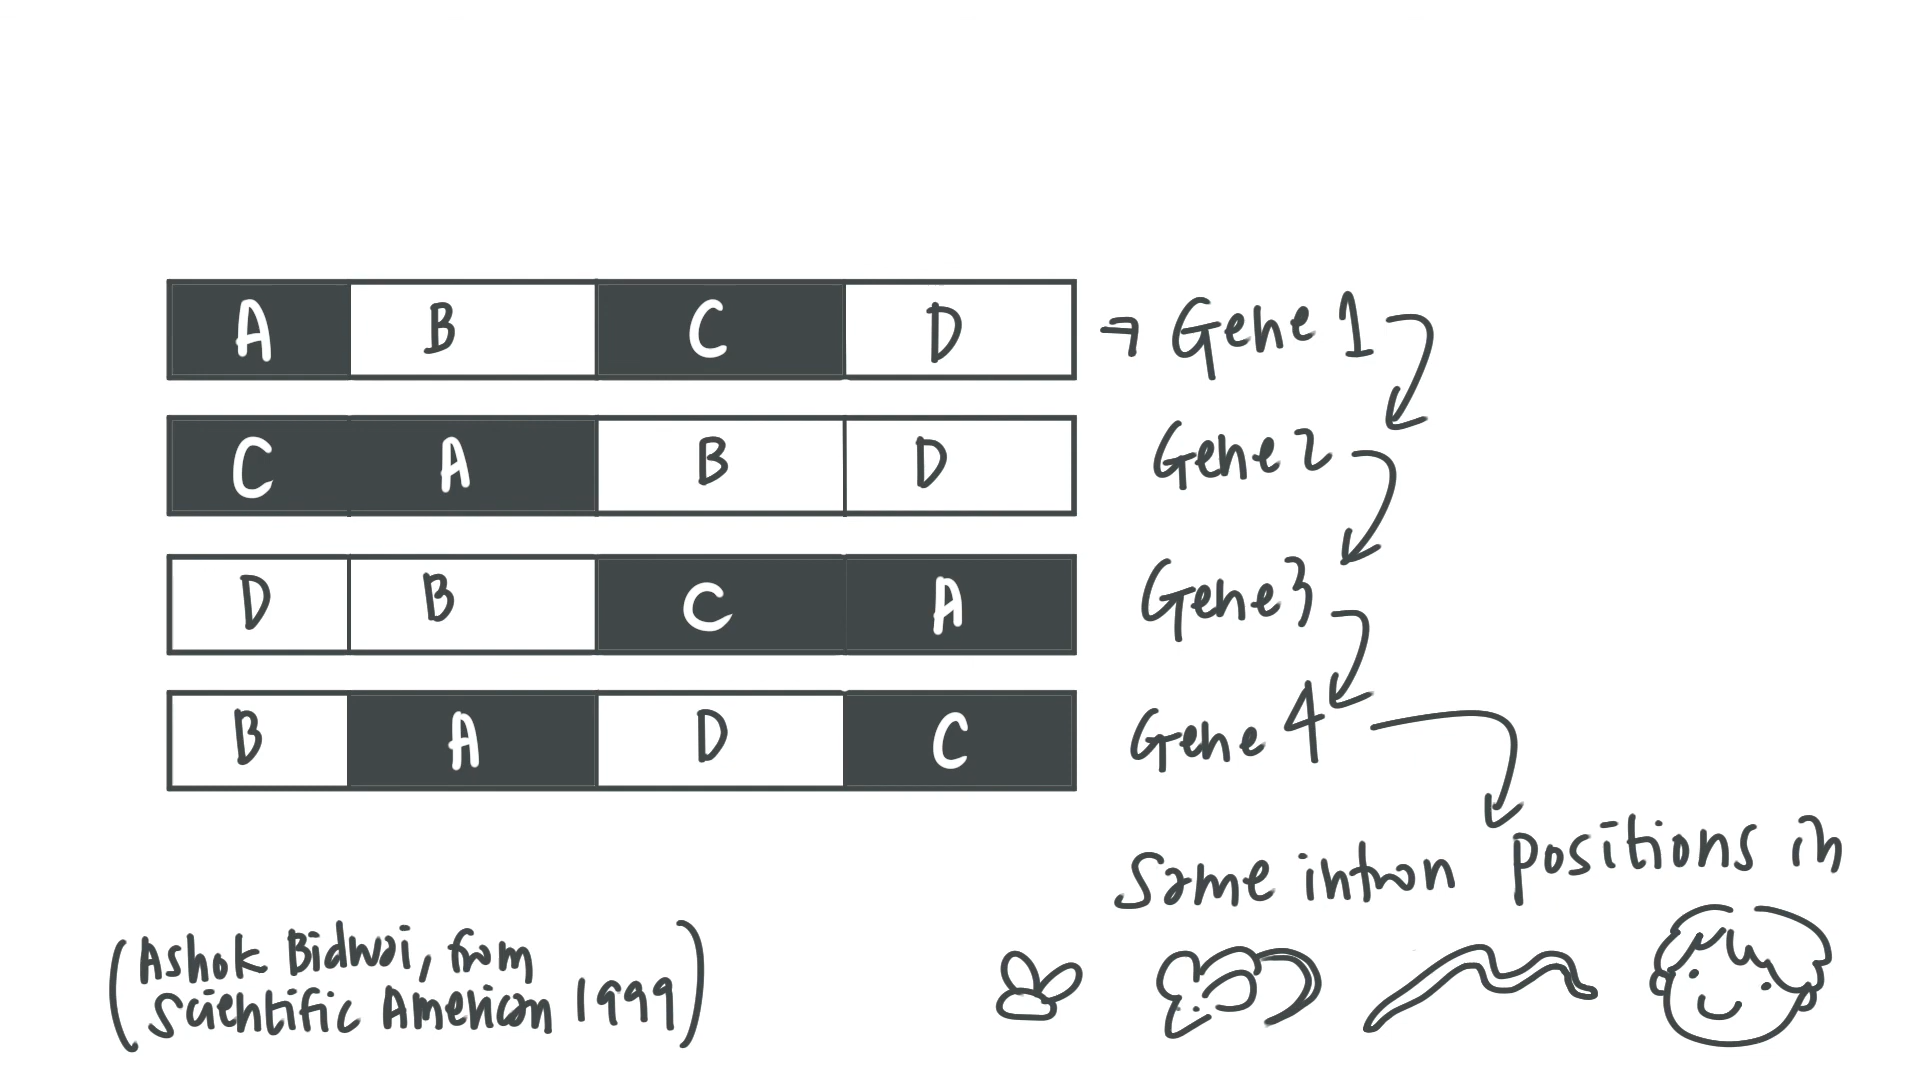 A B C D → Gene 1
C A B D Gene 2
D B C A Gene 3
B A D C Gene 4
Same intron positions in
(Ashok Bidwai, from
Scientific American 1999)